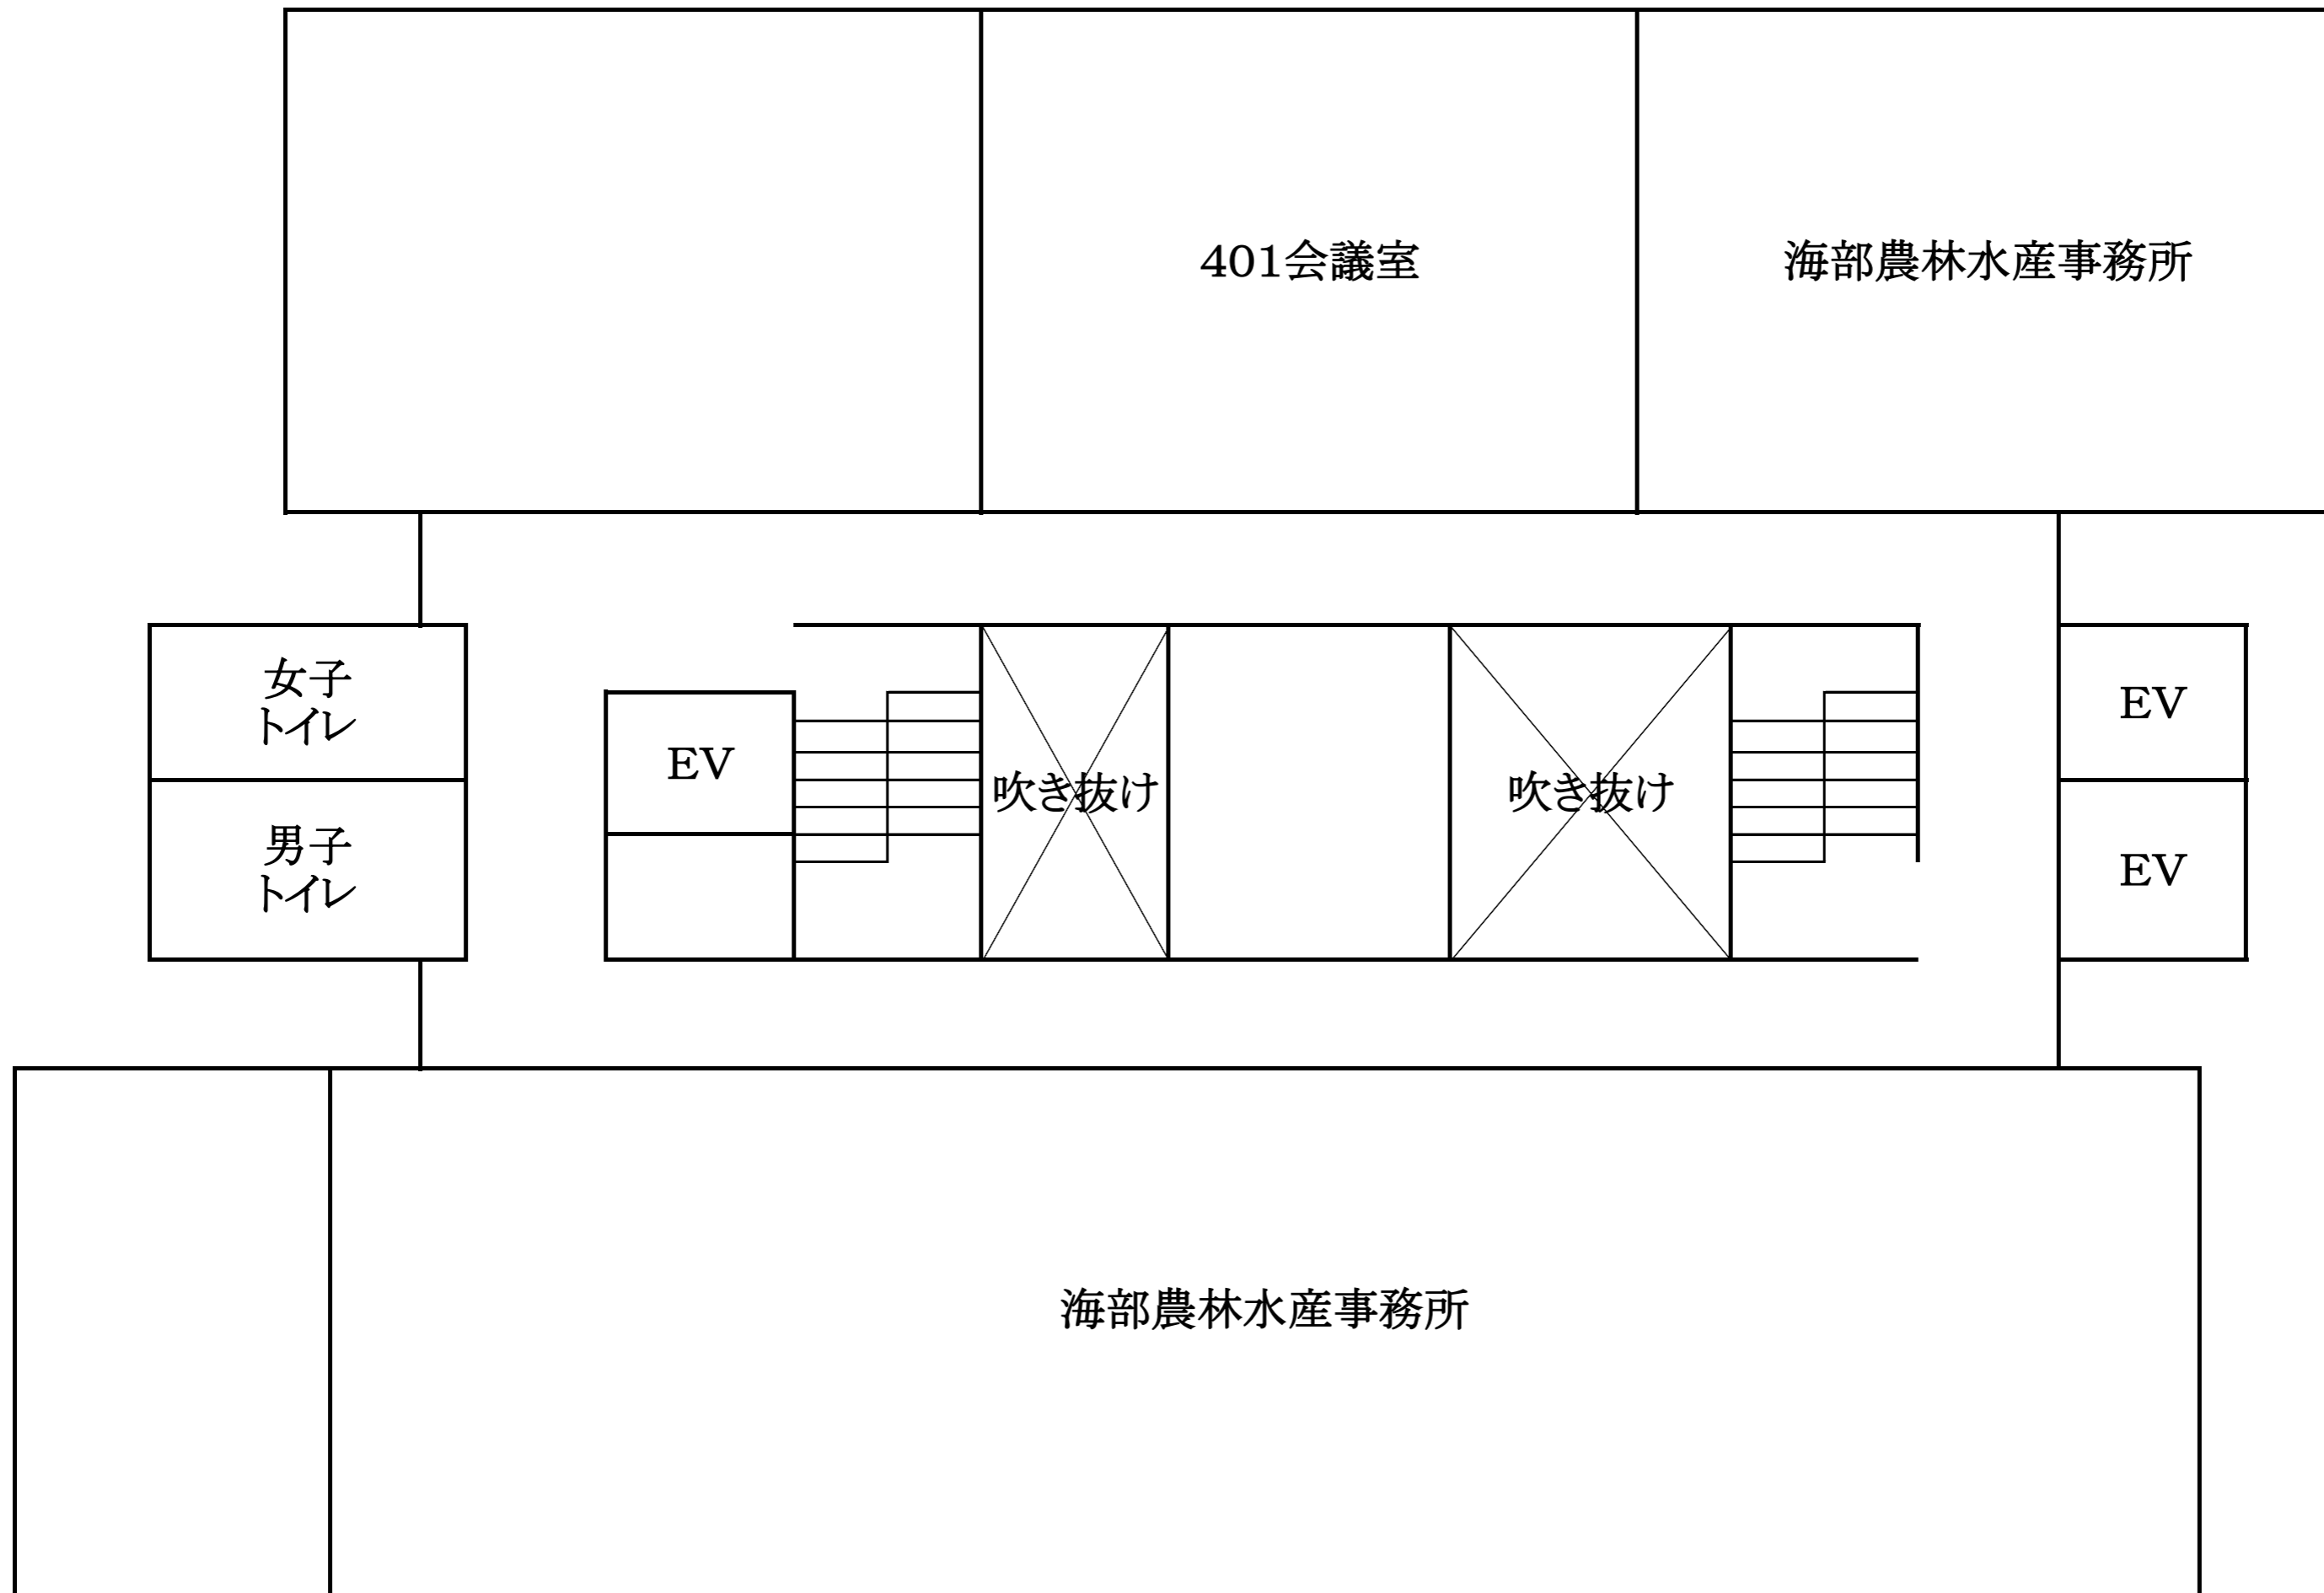 401会議室
海部農林水産事務所
女子
トイレ
男子
トイレ
EV
吹き抜け
吹き抜け
EV
EV
海部農林水産事務所